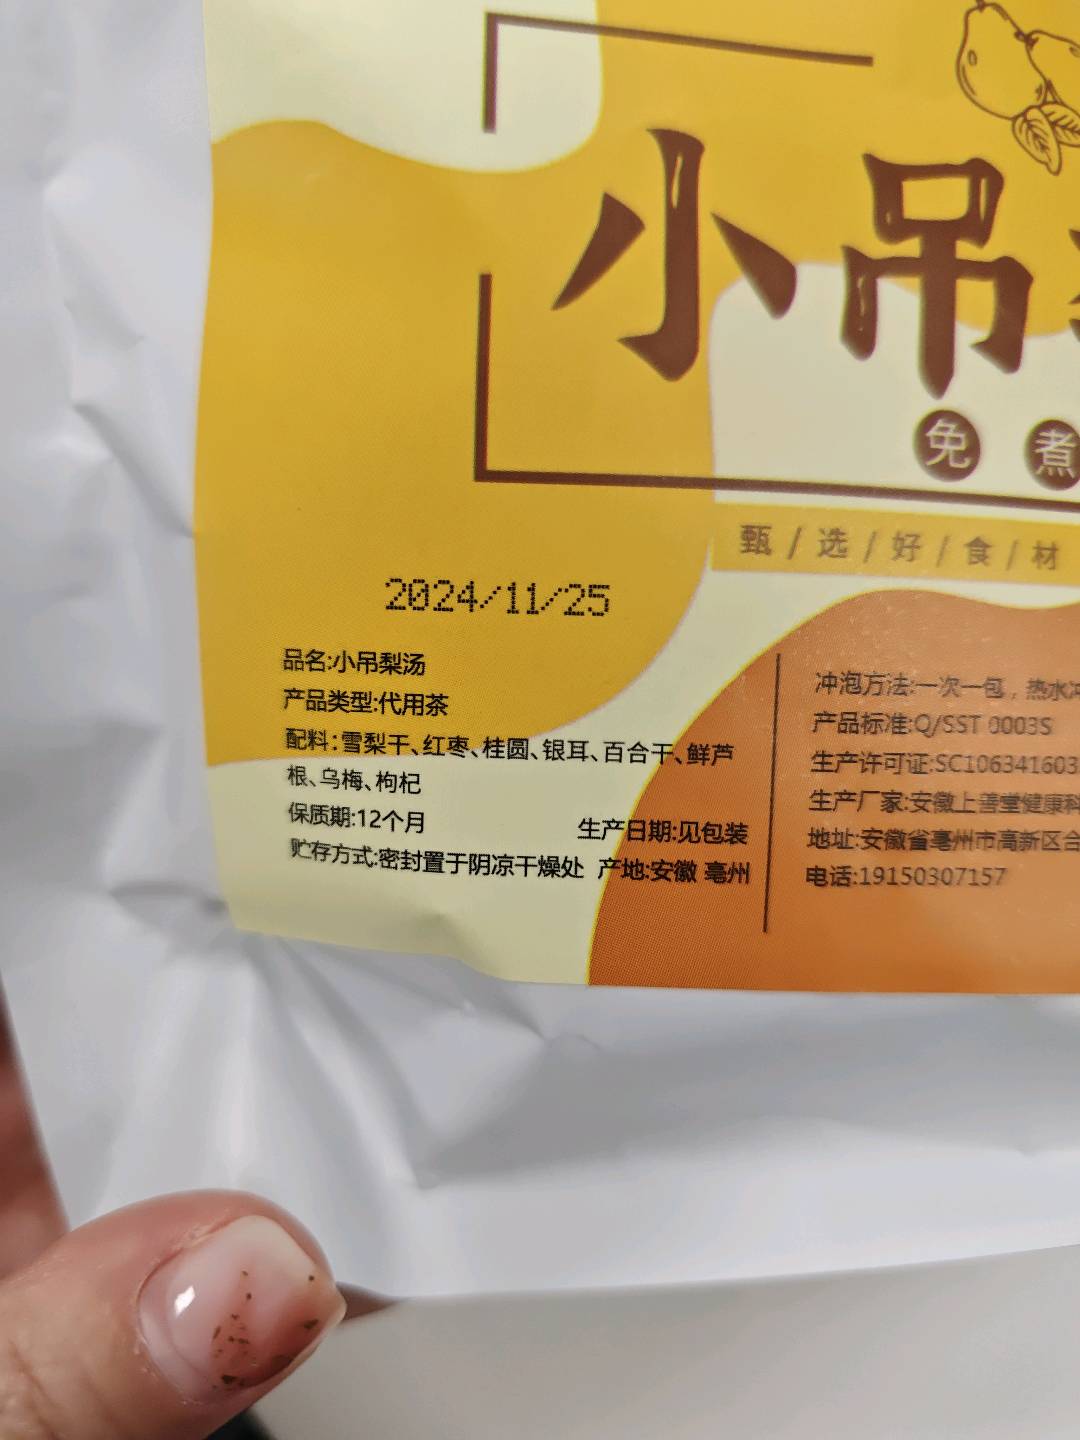 小吊
免煮
甄/选/好/食/材
2024/11/25
品名:小吊梨汤
产品类型:代用茶
配料:雪梨干、红枣、桂圆、银耳、百合干、鲜芦
根、乌梅、枸杞
保质期:12个月 生产日期:见包装
贮存方式:密封置于阴凉干燥处 产地:安徽 亳州
冲泡方法:一次一包，热水冲
产品标准:Q/SST 0003S
生产许可证:SC106341603
生产厂家:安徽上善堂健康科
地址:安徽省亳州市高新区合
电话:19150307157